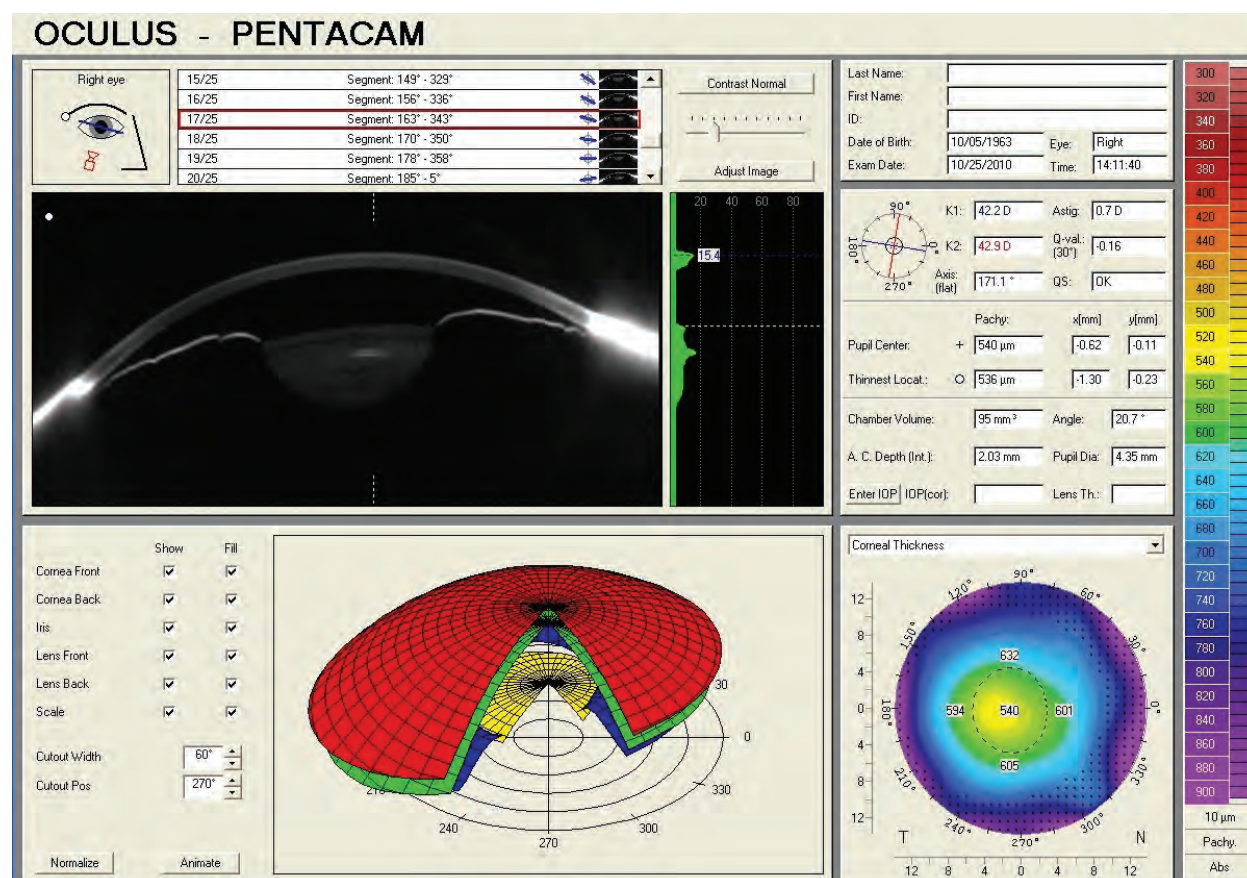 OCULUS - PENTACAM
Right eye
15/25 Segment: 149° - 329°
16/25 Segment: 156° - 336°
17/25 Segment: 163° - 343°
18/25 Segment: 170° - 350°
19/25 Segment: 178° - 358°
20/25 Segment: 185° - 5°
Contrast Normal
Adjust Image
20 40 60 80
15.4
Last Name:
First Name:
ID:
Date of Birth: 10/05/1963 Eye: Right
Exam Date: 10/25/2010 Time: 14:11:40
90°
180°
0°
270°
K1: 42.2 D Astig: 0.7 D
K2: 42.9 D Q-val.: (30°) -0.16
Axis: (flat) 171.1 ° QS: OK
Pachy: x[mm] y[mm]
Pupil Center: + 540 µm -0.62 -0.11
Thinnest Locat.: O 536 µm -1.30 -0.23
Chamber Volume: 95 mm³ Angle: 20.7 °
A. C. Depth (Int.): 2.03 mm Pupil Dia: 4.35 mm
Enter IOP IOP(cor): Lens Th.:
Show Fill
Cornea Front
Cornea Back
Iris
Lens Front
Lens Back
Scale
Cutout Width 60°
Cutout Pos 270°
Normalize Animate
30
0
330
300
270
240
210
Corneal Thickness
90°
120° 60°
150° 30°
180° 0°
210° 330°
240° 300°
270°
12
8
4
0
4
8
12
632
594 540 601
605
T N
12 8 4 0 4 8 12
300
320
340
360
380
400
420
440
460
480
500
520
540
560
580
600
620
640
660
680
700
720
740
760
780
800
820
840
860
880
900
10 µm
Pachy.
Abs